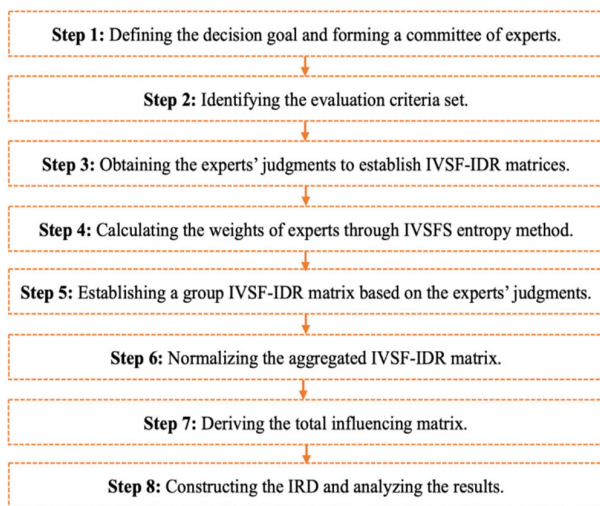 Step 1: Defining the decision goal and forming a committee of experts.
Step 2: Identifying the evaluation criteria set.
Step 3: Obtaining the experts’ judgments to establish IVSF-IDR matrices.
Step 4: Calculating the weights of experts through IVSFS entropy method.
Step 5: Establishing a group IVSF-IDR matrix based on the experts’ judgments.
Step 6: Normalizing the aggregated IVSF-IDR matrix.
Step 7: Deriving the total influencing matrix.
Step 8: Constructing the IRD and analyzing the results.